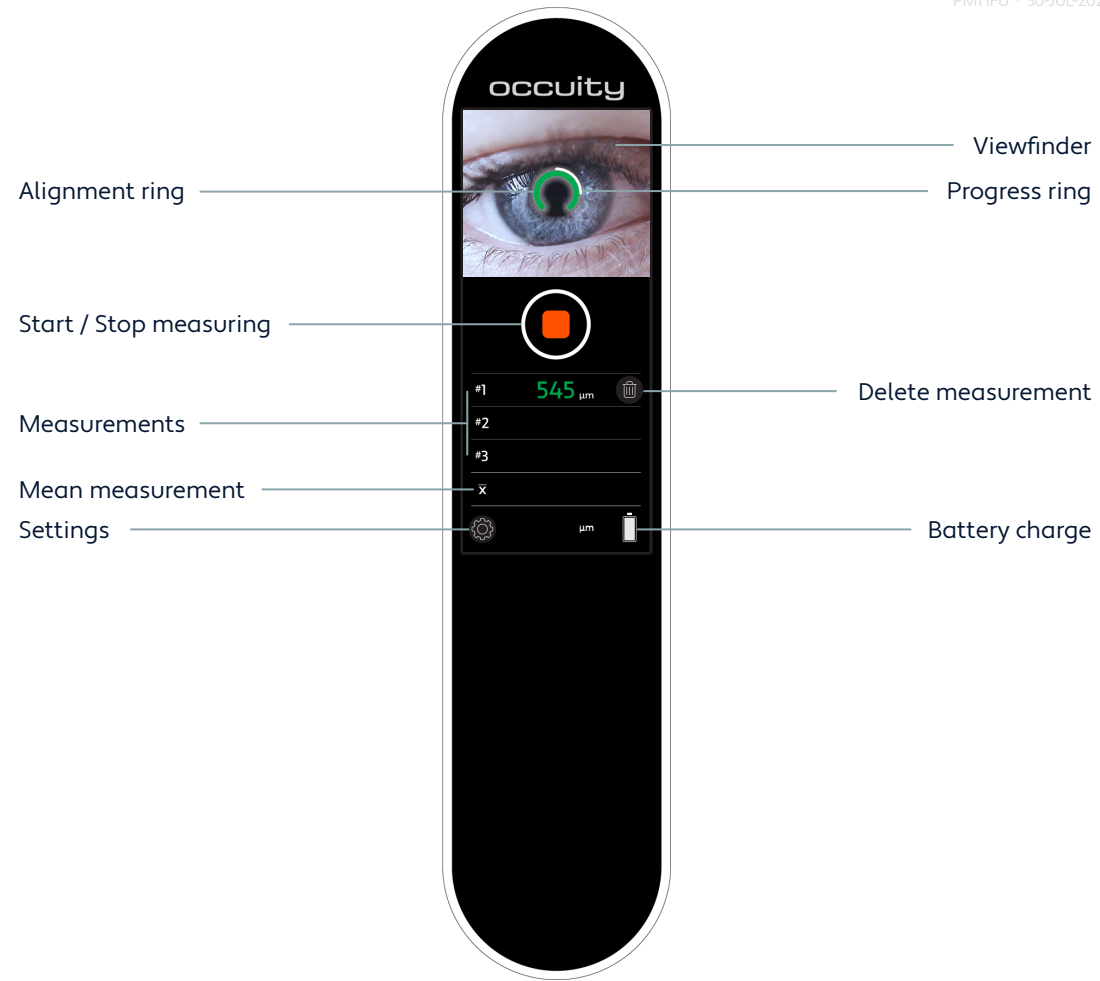 occuity
Viewfinder
Alignment ring
Progress ring
Start / Stop measuring
#1 545 µm
Delete measurement
#2
Measurements
#3
Mean measurement
x̄
Settings
µm
Battery charge